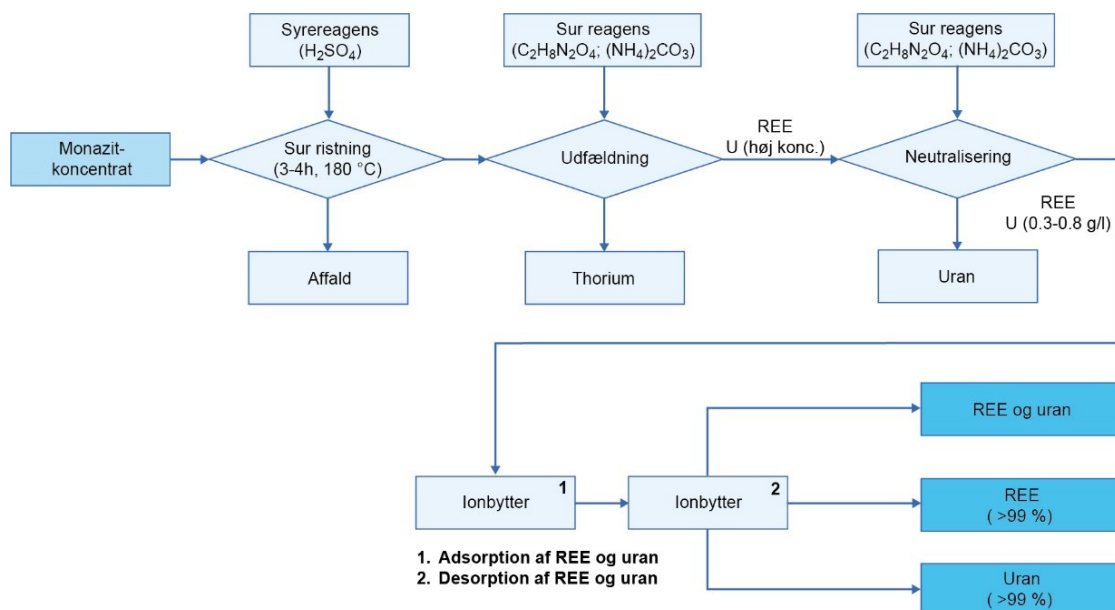 Syrereagens
(H₂SO₄)
Sur reagens
(C₂H₈N₂O₄; (NH₄)₂CO₃)
Sur reagens
(C₂H₈N₂O₄; (NH₄)₂CO₃)
Monazit-
koncentrat
Sur ristning
(3-4h, 180 °C)
Udfældning
REE
U (høj konc.)
Neutralisering
REE
U (0.3-0.8 g/l)
Affald
Thorium
Uran
REE og uran
Ionbytter 1
Ionbytter 2
REE
( >99 %)
1. Adsorption af REE og uran
2. Desorption af REE og uran
Uran
(>99 %)